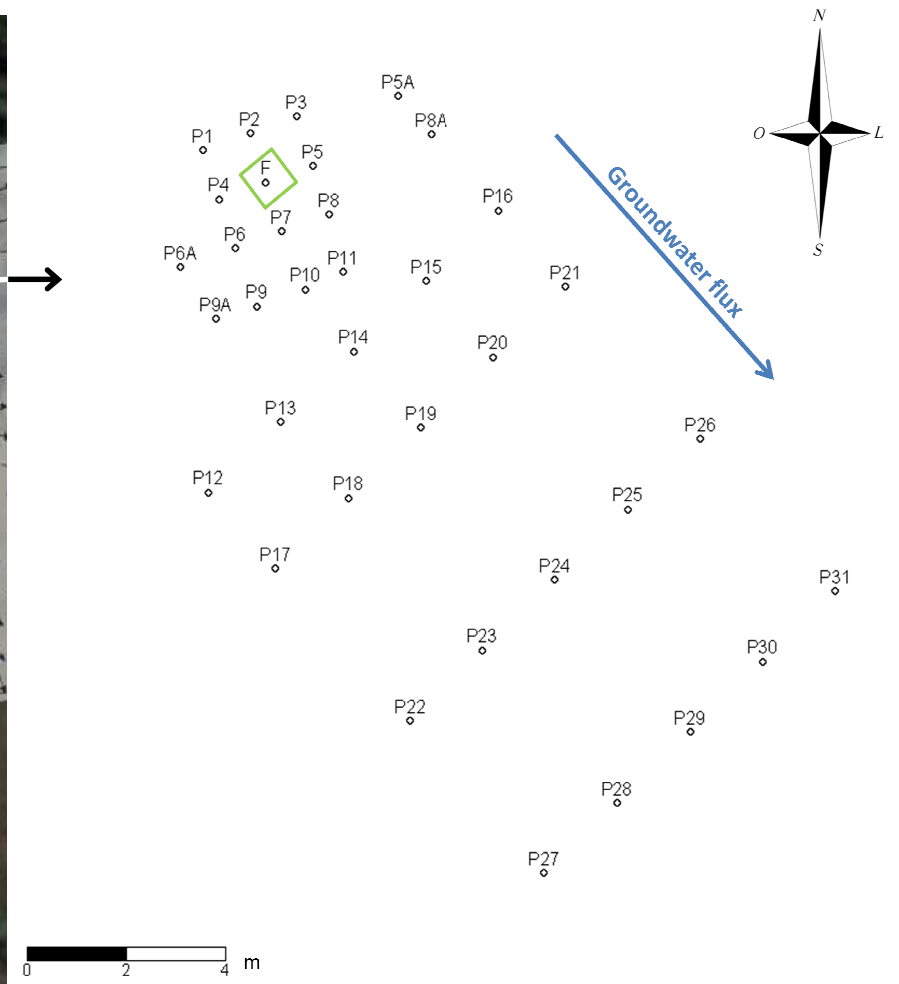 N
P5A
P3
P8A
P2
O
L
P1
P5
F
P4
P16
P8
P7
Groundwater flux
P6
S
P6A
P11
P15
P10
P21
P9
P9A
P14
P20
P13
P19
P26
P12
P18
P25
P17
P24
P31
P23
P30
P22
P29
P28
P27
0 2 4 m